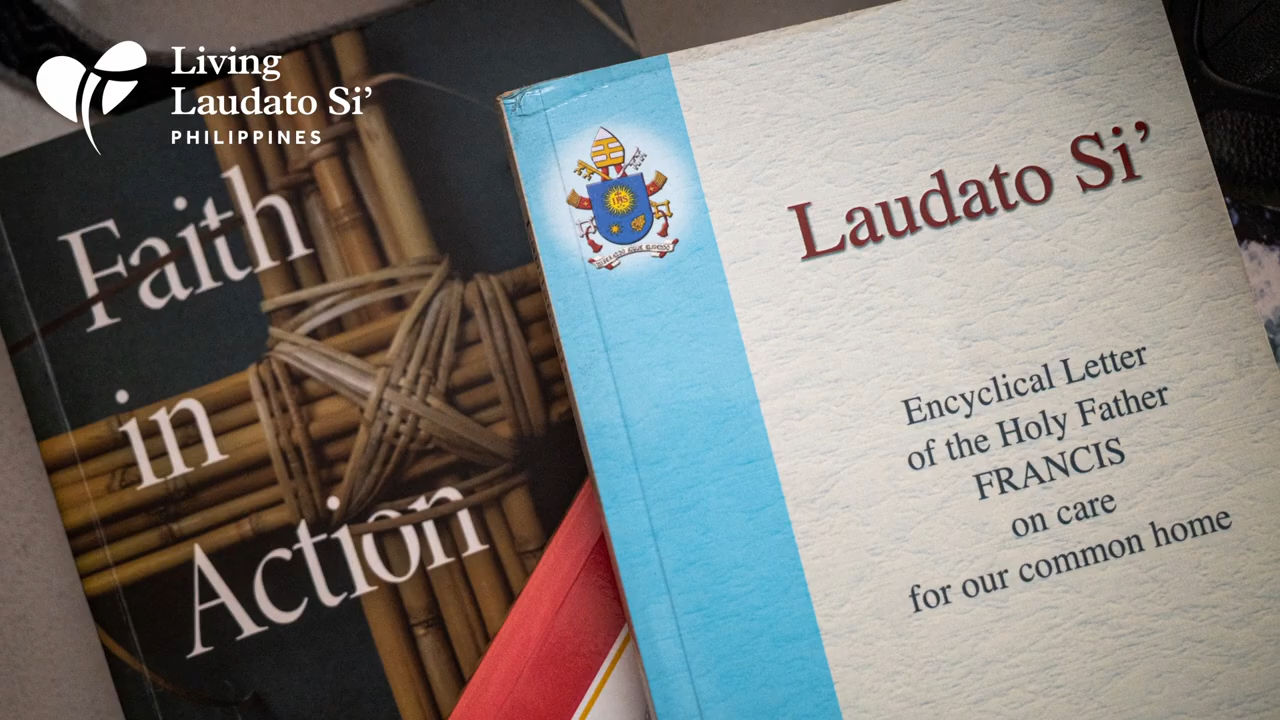 Living
Laudato Si’
PHILIPPINES
Faith
in
Action
Laudato Si’
IHS
Encyclical Letter
of the Holy Father
FRANCIS
on care
for our common home